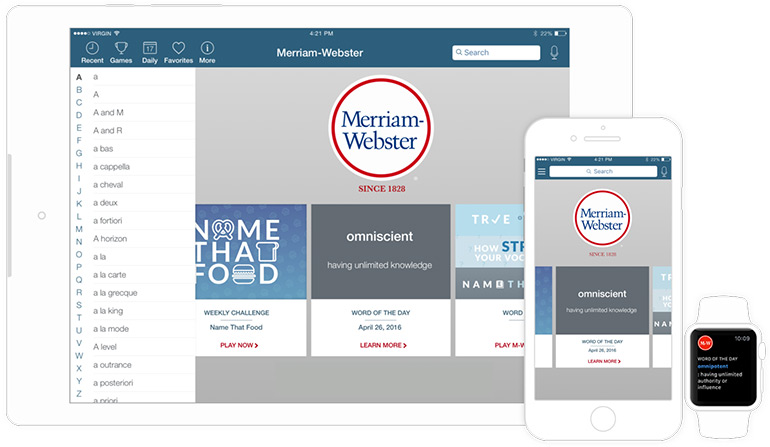 VIRGIN 4:21 PM 22%
Recent Games 17 Daily Favorites More
Merriam-Webster
Search
A
B
C
D
E
F
G
H
I
J
K
L
M
N
O
P
Q
R
S
T
U
V
W
X
Y
Z
a
A
A and M
A and R
a bas
a cappella
a cheval
a deux
a fortiori
A horizon
a la
a la carte
a la grecque
a la king
a la mode
A level
a outrance
a posteriori
a priori
Merriam-
Webster
SINCE 1828
NAME
THAT
FOOD
WEEKLY CHALLENGE
Name That Food
PLAY NOW >
omniscient
having unlimited knowledge
WORD OF THE DAY
April 26, 2016
LEARN MORE >
TRUE
HOW STR
YOUR VOC
NAM TH
WORD
PLAY M-W
VIRGIN 4:21 PM
Search
Merriam-
Webster
SINCE 1828
omniscient
having unlimited knowledge
WORD OF THE DAY
April 26, 2016
LEARN MORE >
M-W 10:09
WORD OF THE DAY
omnipotent
: having unlimited
authority or
influence